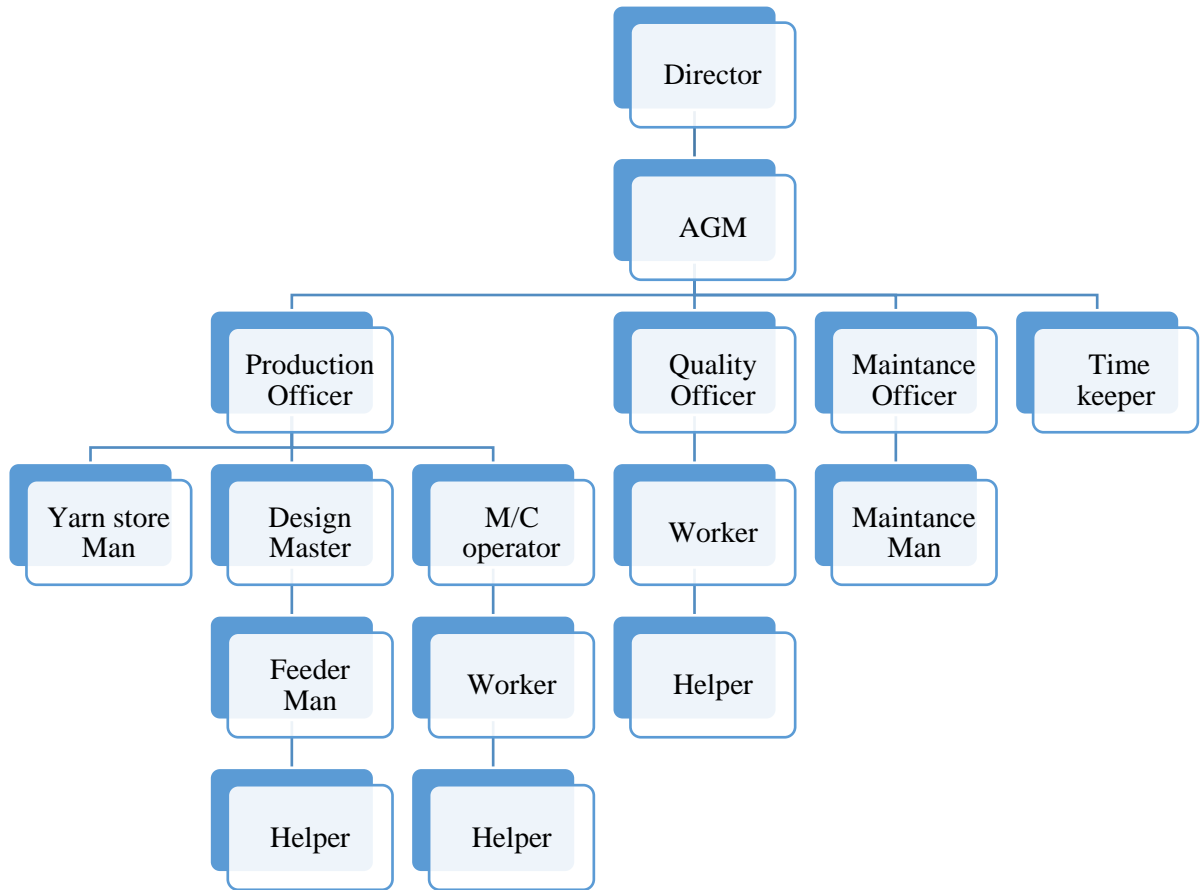 Director
AGM
Production
Officer
Quality
Officer
Maintance
Officer
Time
keeper
Yarn store
Man
Design
Master
M/C
operator
Worker
Maintance
Man
Feeder
Man
Worker
Helper
Helper
Helper